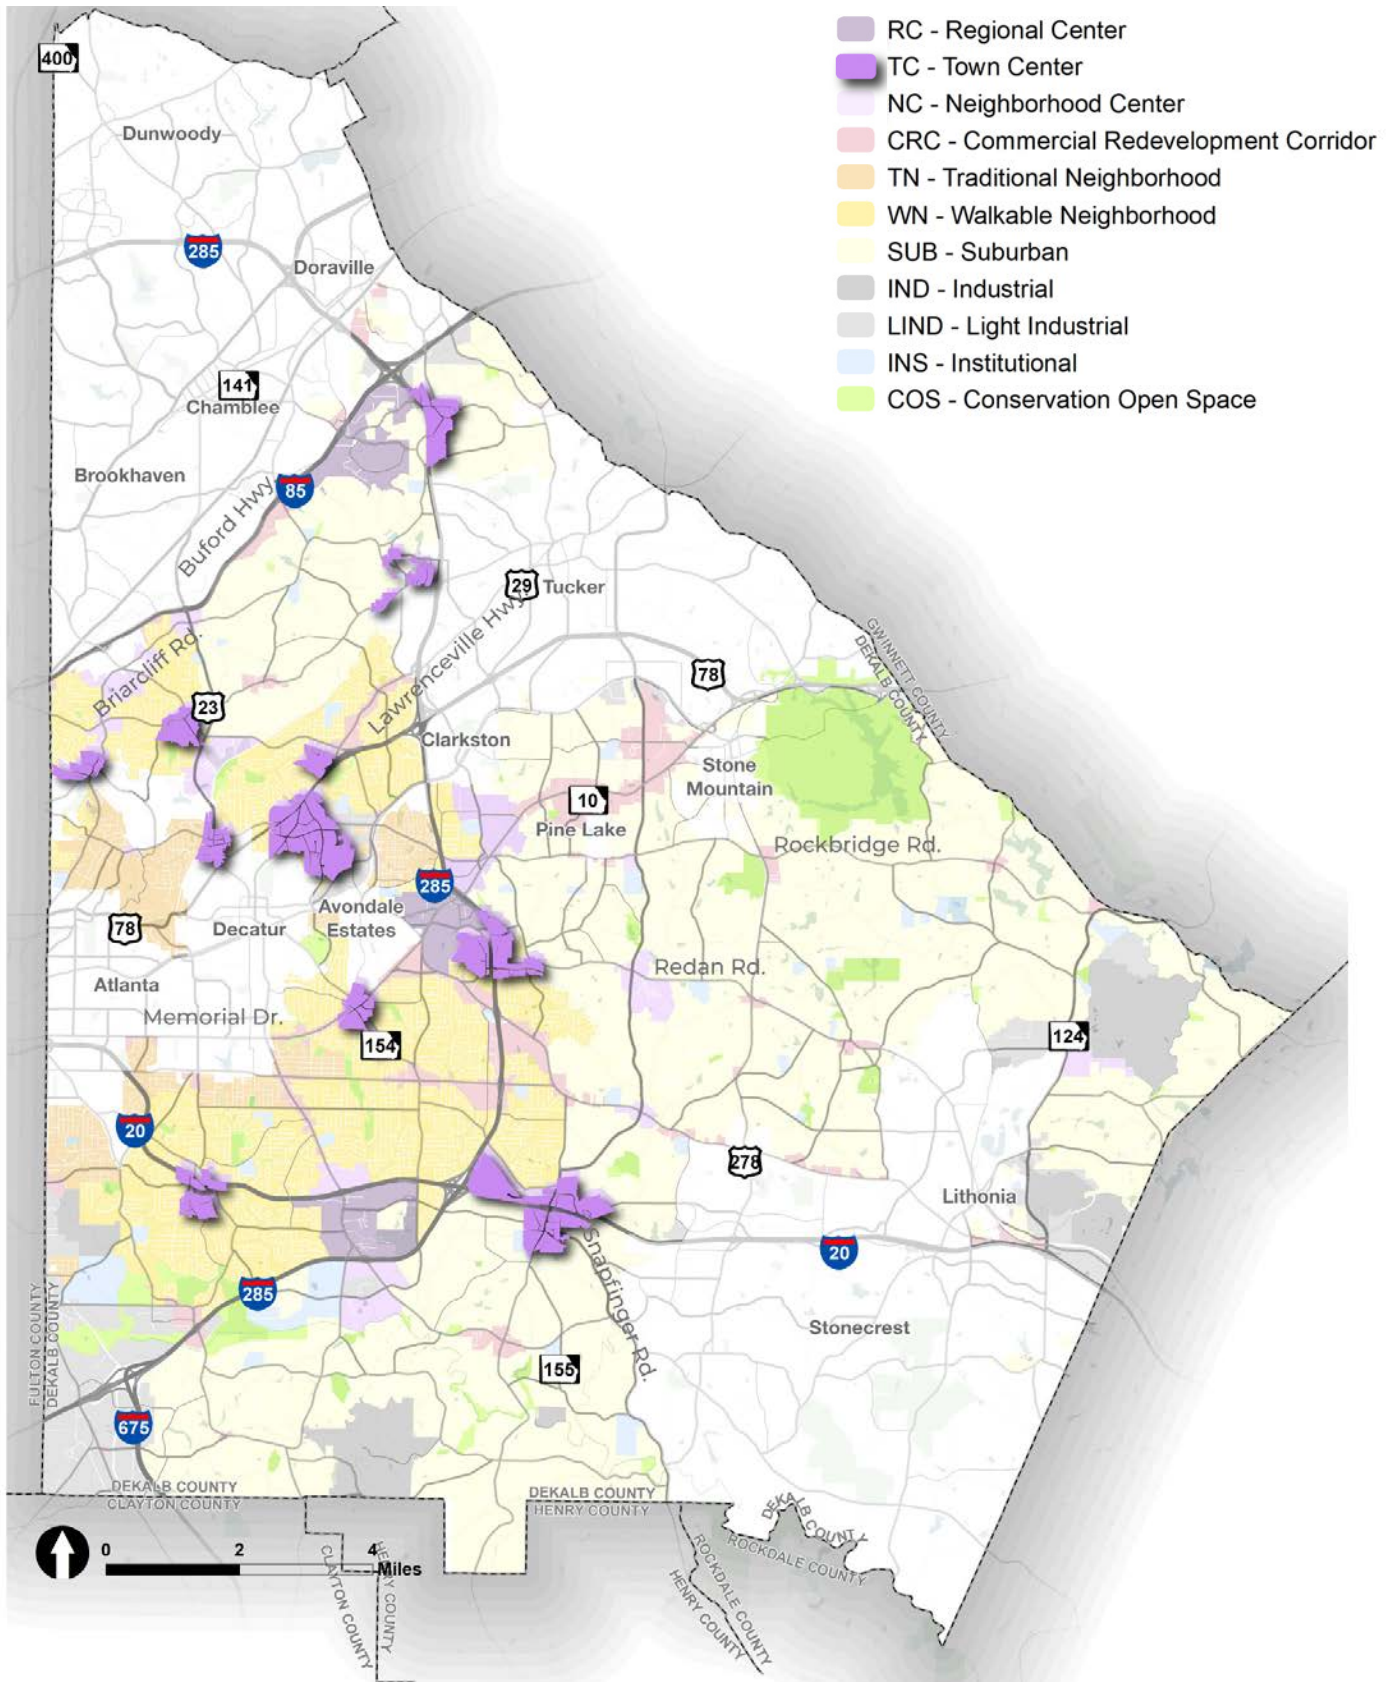 RC - Regional Center
TC - Town Center
NC - Neighborhood Center
CRC - Commercial Redevelopment Corridor
TN - Traditional Neighborhood
WN - Walkable Neighborhood
SUB - Suburban
IND - Industrial
LIND - Light Industrial
INS - Institutional
COS - Conservation Open Space
400
Dunwoody
285
Doraville
141
Chamblee
Brookhaven
85
Buford Hwy.
29
Tucker
Lawrenceville Hwy.
Briarcliff Rd.
GWINNETT COUNTY
DEKALB COUNTY
78
23
Clarkston
Stone
Mountain
10
Pine Lake
Rockbridge Rd.
285
Avondale
Estates
78
Decatur
Redan Rd.
Atlanta
Memorial Dr.
154
124
20
278
Lithonia
20
Snapfinger Rd.
285
Stonecrest
FULTON COUNTY
DEKALB COUNTY
155
675
DEKALB COUNTY
CLAYTON COUNTY
DEKALB COUNTY
HENRY COUNTY
DEKALB COUNTY
ROCKDALE COUNTY
0 2 4
Miles
CLAYTON COUNTY
HENRY COUNTY
ROCKDALE COUNTY
HENRY COUNTY